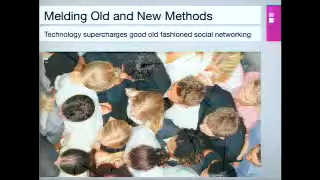 Melding Old and New Methods
Technology supercharges good old fashioned social networking